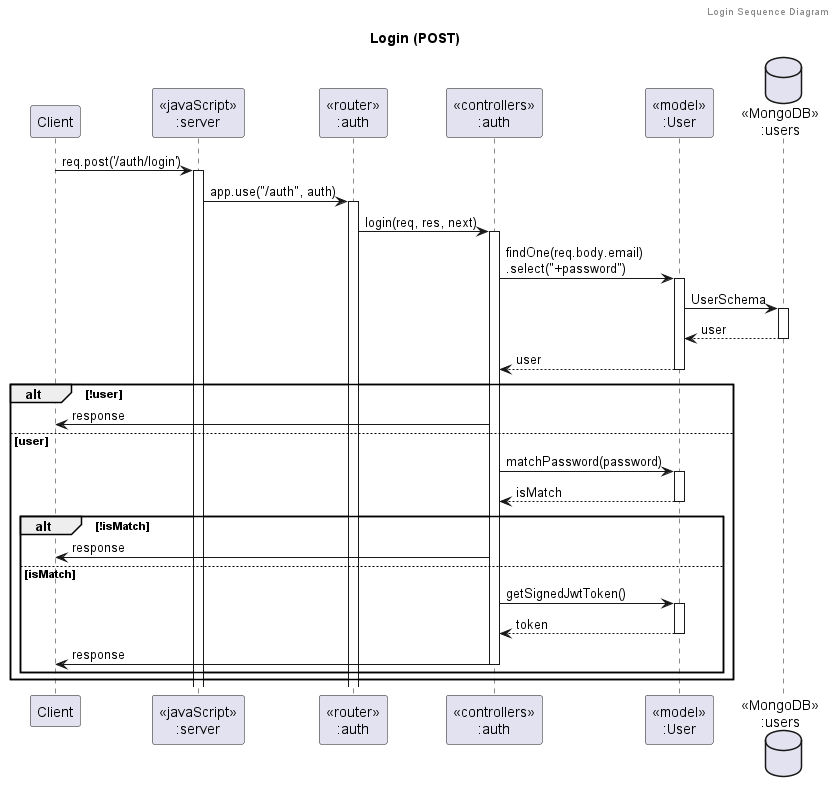 Login Sequence Diagram
Login (POST)
«MongoDB»
:users
«javaScript»
:server
«router»
:auth
«controllers»
:auth
«model»
:User
Client
req.post('/auth/login')
app.use("/auth", auth)
login(req, res, next)
findOne(req.body.email)
.select("+password")
UserSchema
user
user
alt
[!user]
response
[user]
matchPassword(password)
isMatch
alt
[!isMatch]
response
[isMatch]
getSignedJwtToken()
token
response
Client
«javaScript»
:server
«router»
:auth
«controllers»
:auth
«model»
:User
«MongoDB»
:users